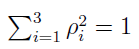 ∑_{i=1}^{3} ρ_i^2 = 1